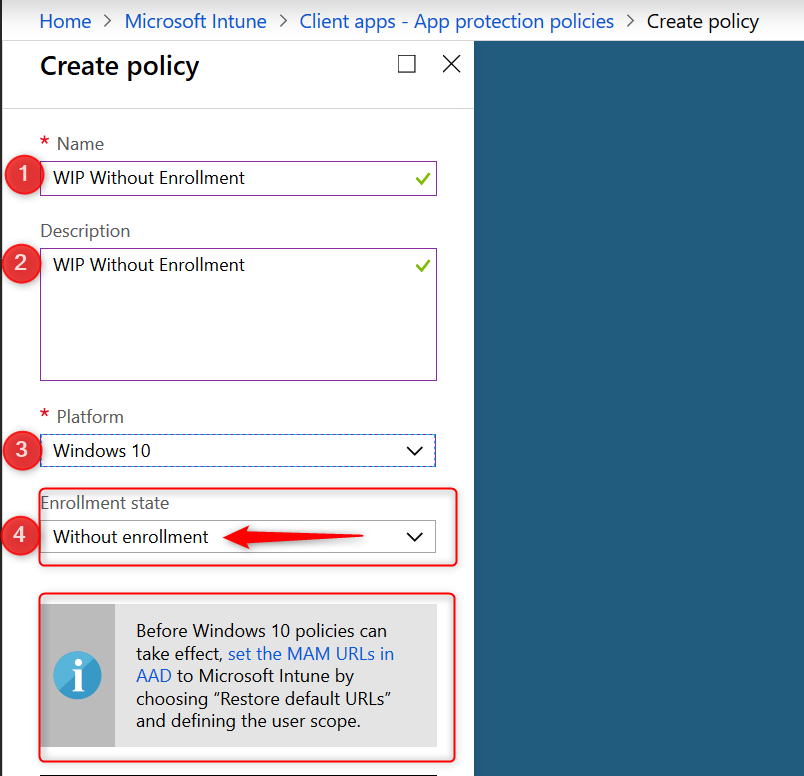 Home > Microsoft Intune > Client apps - App protection policies > Create policy
Create policy
* Name
1 WIP Without Enrollment
Description
2 WIP Without Enrollment
* Platform
3 Windows 10
Enrollment state
4 Without enrollment
Before Windows 10 policies can
take effect, set the MAM URLs in
AAD to Microsoft Intune by
choosing “Restore default URLs”
and defining the user scope.